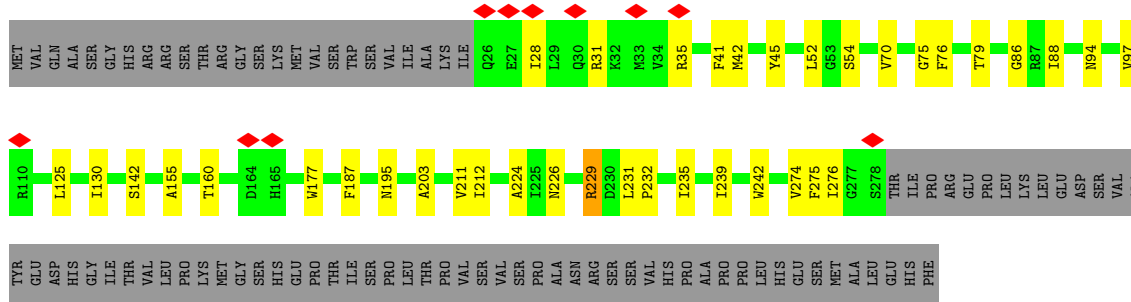 MET VAL GLN ALA SER GLY HIS ARG ARG SER THR ARG GLY SER LYS MET VAL SER TRP SER VAL ILE ALA LYS ILE Q26 E27 I28 L29 Q30 R31 K32 M33 V34 R35 F41 M42 Y45 L52 G53 S54 V70 G75 F76 T79 G86 R87 I88 N94 V97
R110 L125 I130 S142 A155 T160 D164 H165 W177 F187 N195 A203 V211 I212 A224 I225 N226 R229 D230 L231 P232 I235 I239 W242 V274 F275 I276 G277 S278 THR ILE PRO ARG GLU PRO LEU LYS LEU GLU ASP SER VAL
TYR GLU ASP HIS GLY ILE THR VAL LEU PRO LYS MET GLY SER HIS GLU PRO THR ILE SER PRO LEU THR PRO VAL SER VAL SER PRO ALA ASN ARG SER SER VAL HIS PRO ALA PRO PRO LEU HIS GLU SER MET ALA LEU GLU HIS PHE